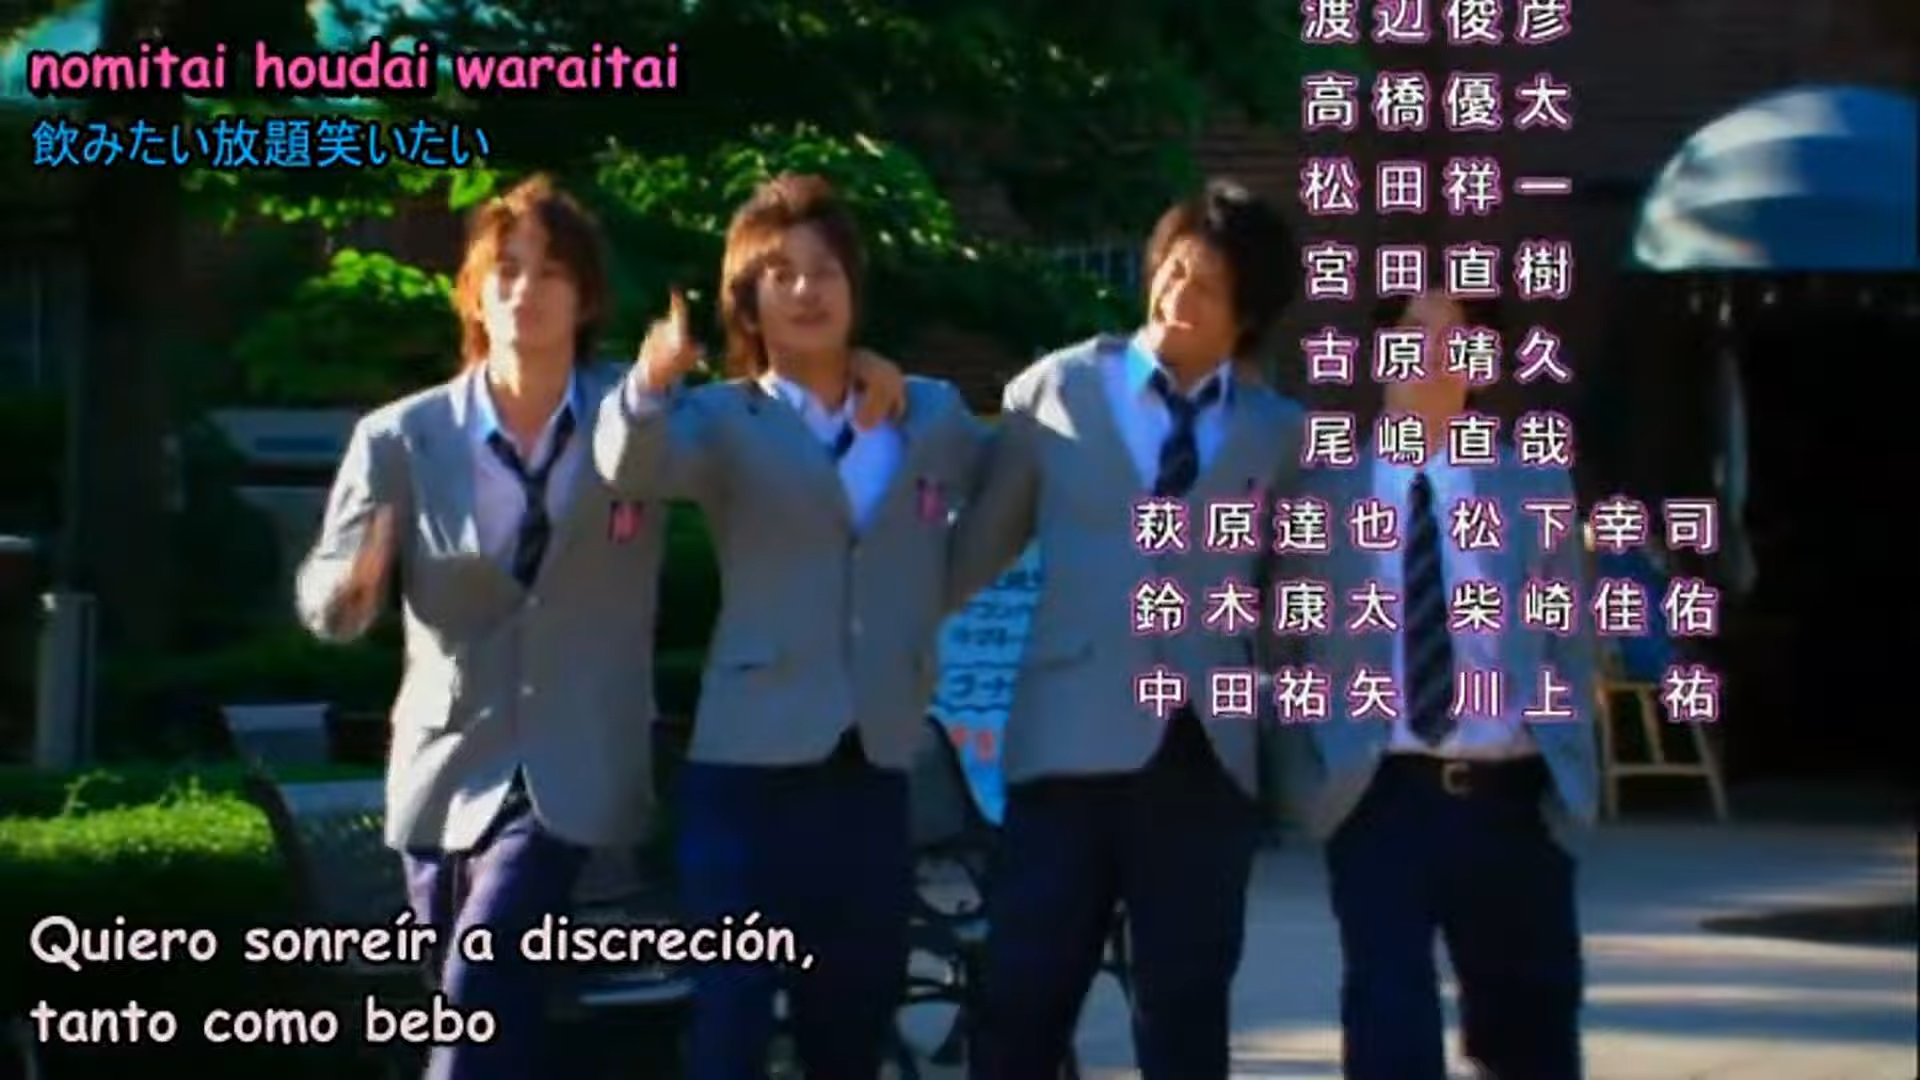 nomitai houdai waraitai
飲みたい放題笑いたい
渡辺俊彦
高橋優太
松田祥一
宮田直樹
古原靖久
尾嶋直哉
萩原達也 松下幸司
鈴木康太 柴崎佳佑
中田祐矢 川上 祐
Quiero sonreír a discreción,
tanto como bebo